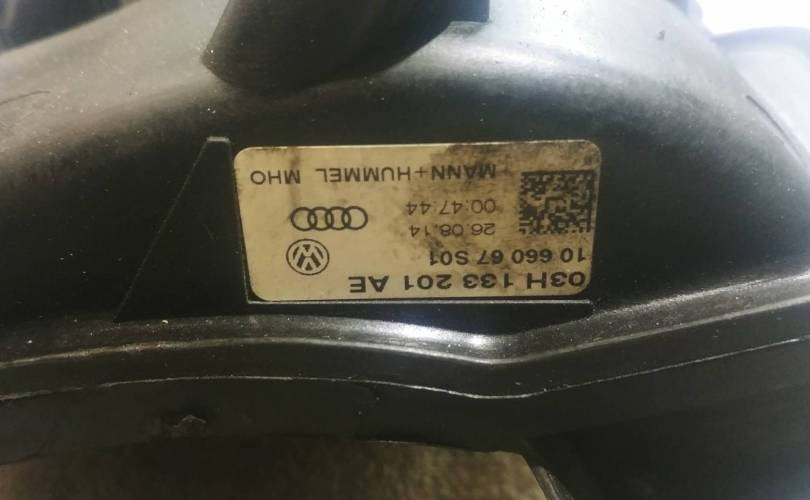 03H 133 201 AE
10 660 67 S01
26.08.14
00:47:44
MANN+HUMMEL MHO